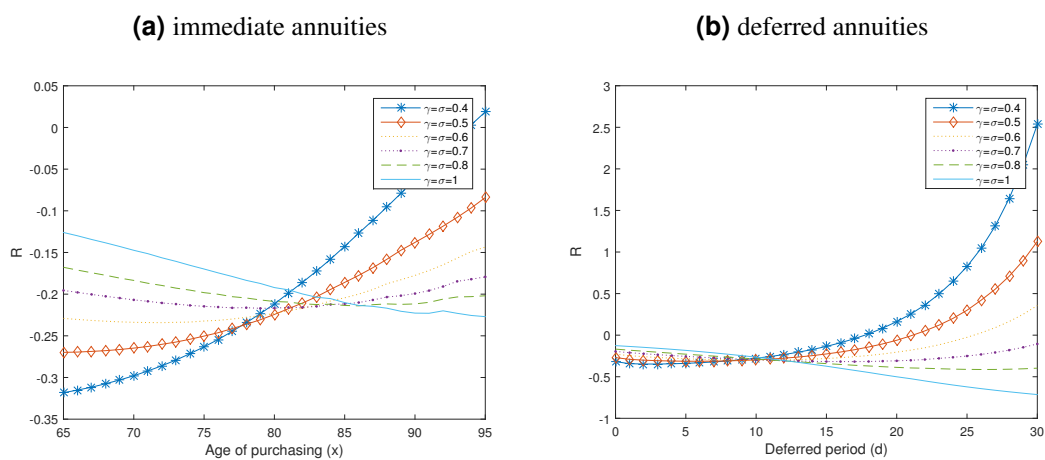 (a) immediate annuities
0.05
0
-0.05
-0.1
-0.15
-0.2
-0.25
-0.3
-0.35
R
65 70 75 80 85 90 95
Age of purchasing (x)
γ=σ=0.4
γ=σ=0.5
γ=σ=0.6
γ=σ=0.7
γ=σ=0.8
γ=σ=1
(b) deferred annuities
3
2.5
2
1.5
1
0.5
0
-0.5
-1
R
0 5 10 15 20 25 30
Deferred period (d)
γ=σ=0.4
γ=σ=0.5
γ=σ=0.6
γ=σ=0.7
γ=σ=0.8
γ=σ=1